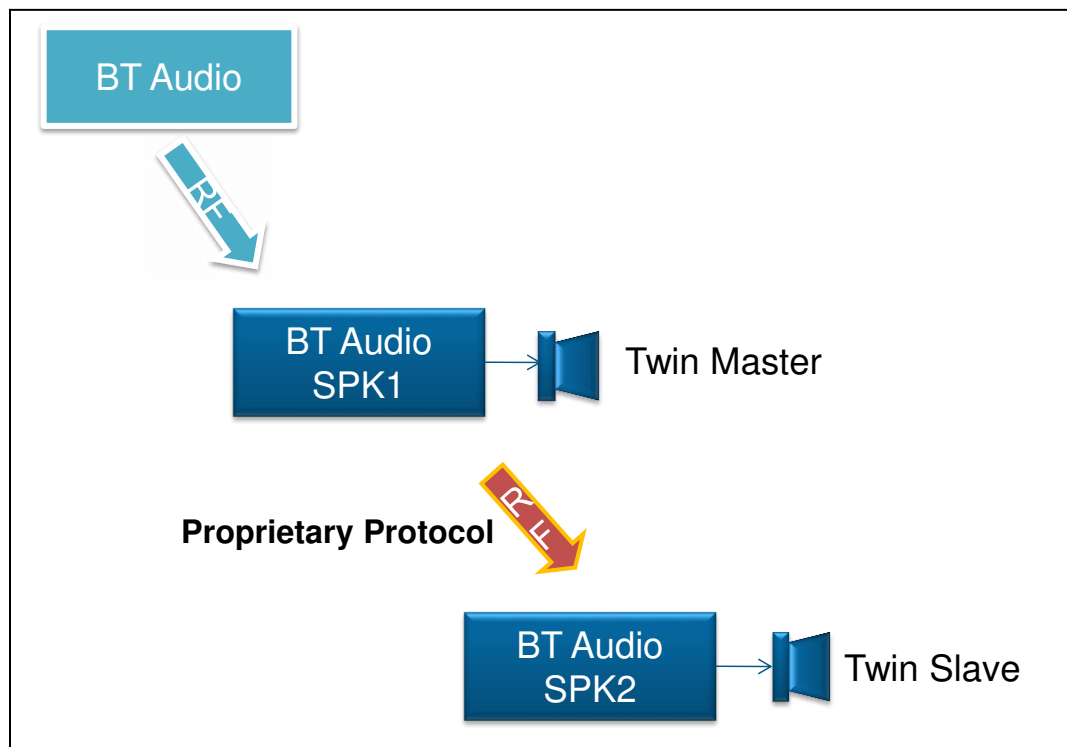 BT Audio
RF
BT Audio
SPK1
Twin Master
Proprietary Protocol
RF
BT Audio
SPK2
Twin Slave